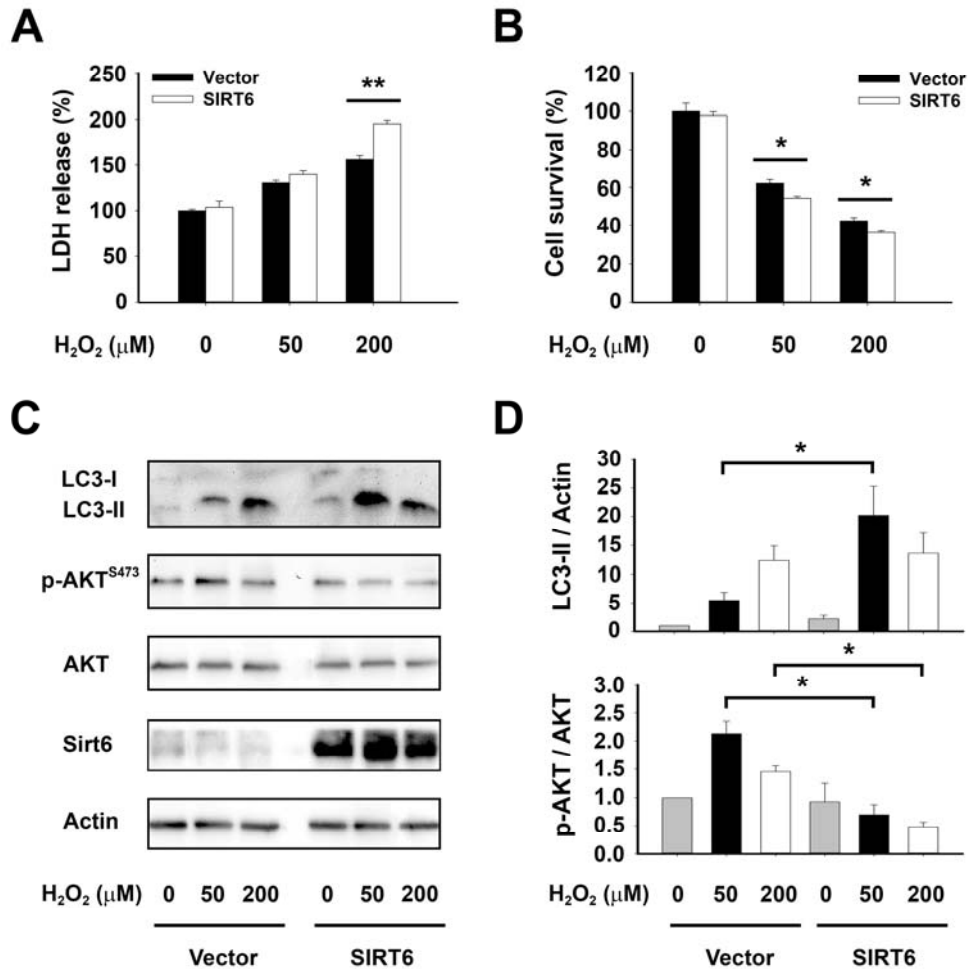 A
LDH release (%)
250
200
150
100
50
0
Vector
SIRT6
**
H₂O₂ (μM) 0 50 200
B
Cell survival (%)
120
100
80
60
40
20
0
Vector
SIRT6
*
*
H₂O₂ (μM) 0 50 200
C
LC3-I
LC3-II
p-AKTS473
AKT
Sirt6
Actin
H₂O₂ (μM) 0 50 200 0 50 200
Vector SIRT6
D
LC3-II / Actin
30
25
20
15
10
5
0
*
p-AKT / AKT
3.0
2.5
2.0
1.5
1.0
0.5
0.0
*
*
H₂O₂ (μM) 0 50 200 0 50 200
Vector SIRT6